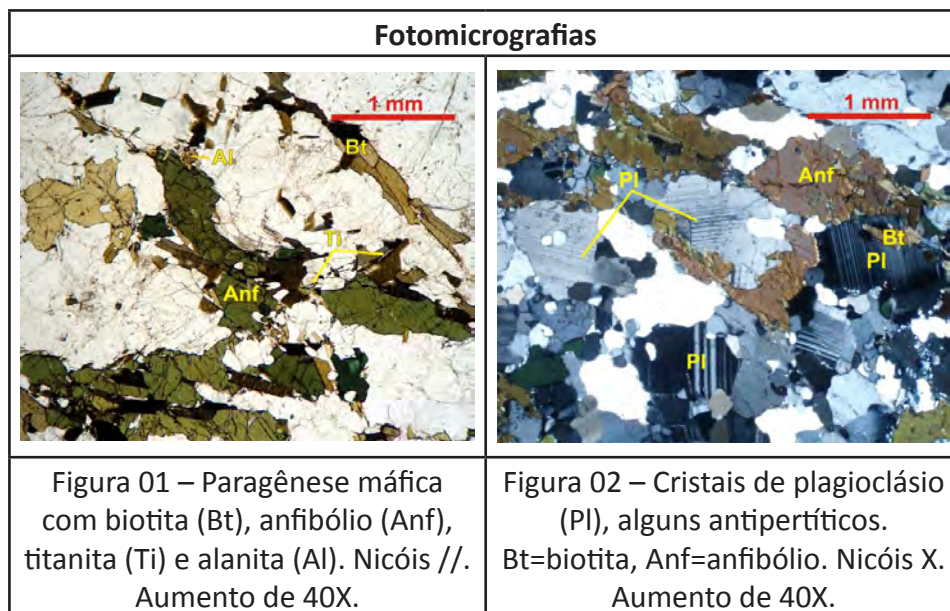 Fotomicrografias
1 mm
Al
Bt
Ti
Anf
1 mm
Pl
Anf
Bt
Pl
Pl
Figura 01 – Paragênese máfica
com biotita (Bt), anfibólio (Anf),
titanita (Ti) e alanita (Al). Nicóis //.
Aumento de 40X.
Figura 02 – Cristais de plagioclásio
(Pl), alguns antipertíticos.
Bt=biotita, Anf=anfibólio. Nicóis X.
Aumento de 40X.